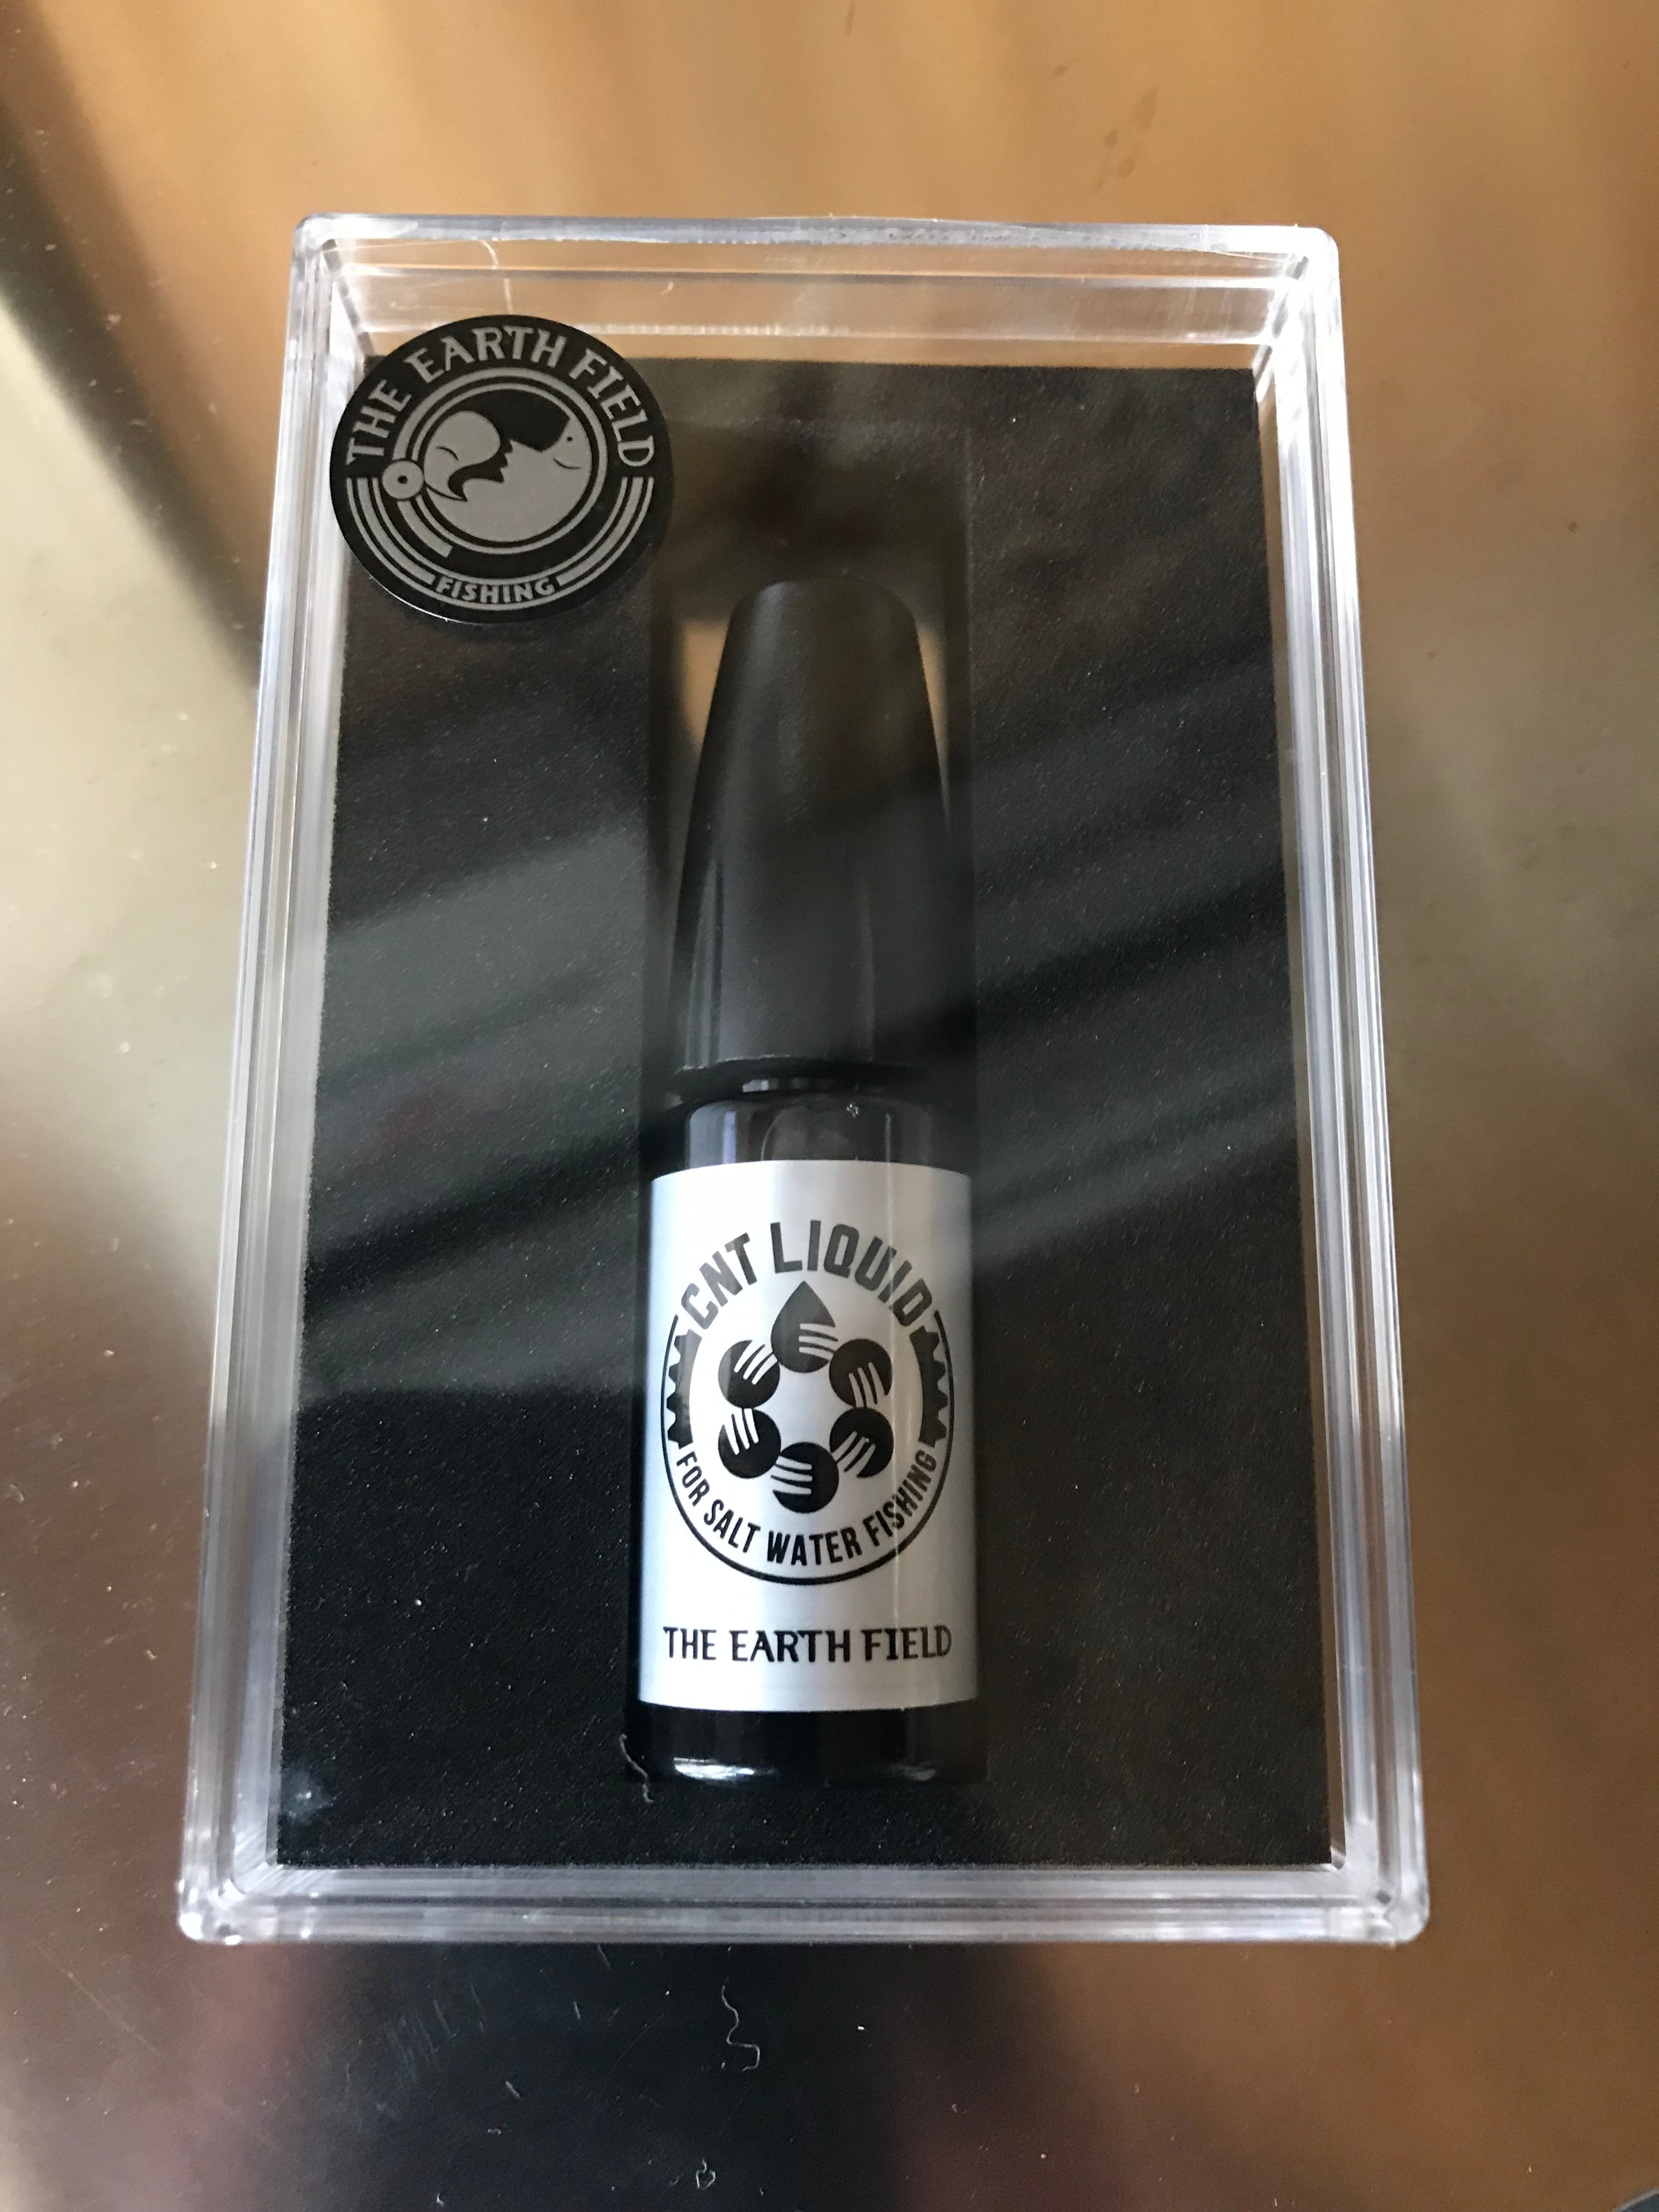 THE EARTH FIELD
FISHING
CNT LIQUID
FOR SALT WATER FISHING
THE EARTH FIELD